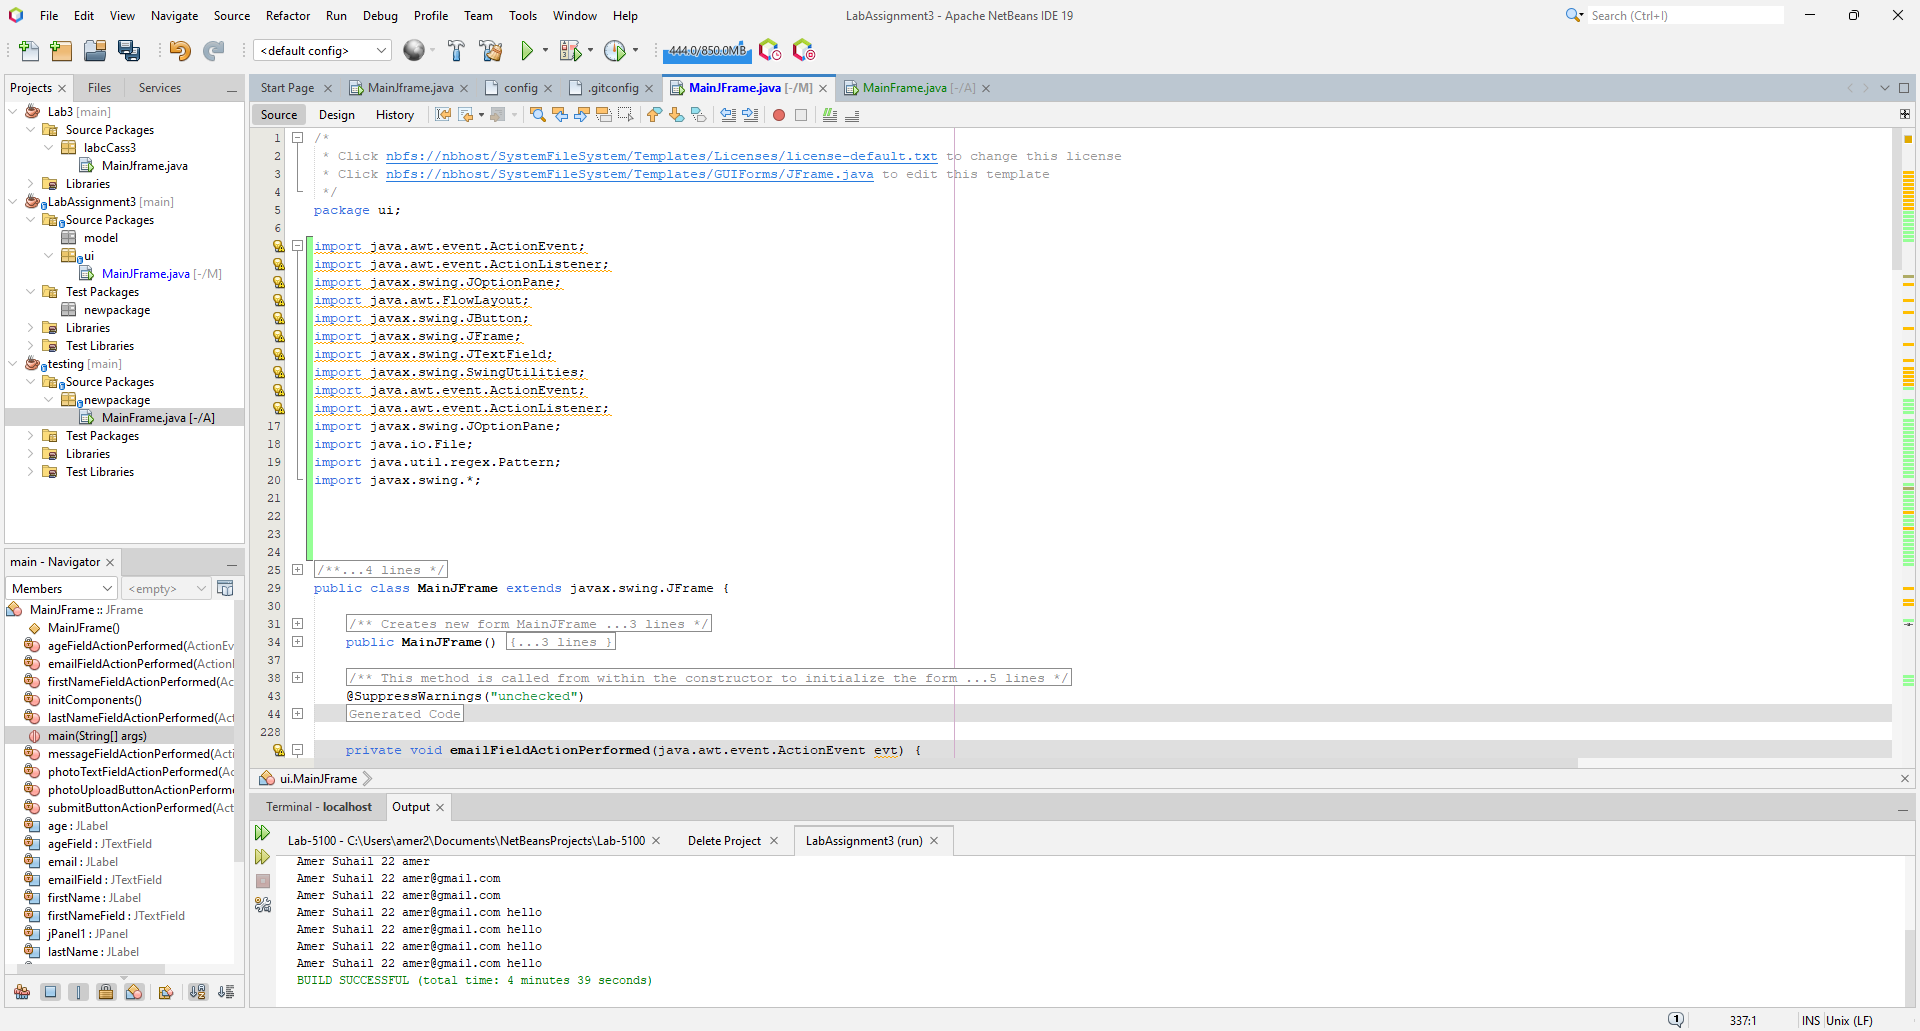 File Edit View Navigate Source Refactor Run Debug Profile Team Tools Window Help
LabAssignment3 - Apache NetBeans IDE 19
Search (Ctrl+I)
<default config>
444.0/850.0MB
Projects Files Services
Lab3 [main]
Source Packages
labcCass3
MainJframe.java
Libraries
LabAssignment3 [main]
Source Packages
model
ui
MainJFrame.java [-/M]
Test Packages
newpackage
Libraries
Test Libraries
testing [main]
Source Packages
newpackage
MainFrame.java [-/A]
Test Packages
Libraries
Test Libraries
main - Navigator
Members <empty>
MainJFrame :: JFrame
MainJFrame()
ageFieldActionPerformed(ActionEv
emailFieldActionPerformed(Action
firstNameFieldActionPerformed(Ac
initComponents()
lastNameFieldActionPerformed(Act
main(String[] args)
messageFieldActionPerformed(Acti
photoTextFieldActionPerformed(Ac
photoUploadButtonActionPerforme
submitButtonActionPerformed(Act
age : JLabel
ageField : JTextField
email : JLabel
emailField : JTextField
firstName : JLabel
firstNameField : JTextField
jPanel1 : JPanel
lastName : JLabel
Start Page MainJframe.java config .gitconfig MainJFrame.java [-/M] MainFrame.java [-/A]
Source Design History
1 /*
2 * Click nbfs://nbhost/SystemFileSystem/Templates/Licenses/license-default.txt to change this license
3 * Click nbfs://nbhost/SystemFileSystem/Templates/GUIForms/JFrame.java to edit this template
4 */
5 package ui;
6
import java.awt.event.ActionEvent;
import java.awt.event.ActionListener;
import javax.swing.JOptionPane;
import java.awt.FlowLayout;
import javax.swing.JButton;
import javax.swing.JFrame;
import javax.swing.JTextField;
import javax.swing.SwingUtilities;
import java.awt.event.ActionEvent;
import java.awt.event.ActionListener;
17 import javax.swing.JOptionPane;
18 import java.io.File;
19 import java.util.regex.Pattern;
20 import javax.swing.*;
21
22
23
24
25 /**...4 lines */
29 public class MainJFrame extends javax.swing.JFrame {
30
31 /** Creates new form MainJFrame ...3 lines */
34 public MainJFrame() {...3 lines }
37
38 /** This method is called from within the constructor to initialize the form ...5 lines */
43 @SuppressWarnings("unchecked")
44 Generated Code
228
private void emailFieldActionPerformed(java.awt.event.ActionEvent evt) {
ui.MainJFrame
Terminal - localhost Output
Lab-5100 - C:\Users\amer2\Documents\NetBeansProjects\Lab-5100 Delete Project LabAssignment3 (run)
Amer Suhail 22 amer
Amer Suhail 22 amer@gmail.com
Amer Suhail 22 amer@gmail.com
Amer Suhail 22 amer@gmail.com hello
Amer Suhail 22 amer@gmail.com hello
Amer Suhail 22 amer@gmail.com hello
Amer Suhail 22 amer@gmail.com hello
BUILD SUCCESSFUL (total time: 4 minutes 39 seconds)
1 337:1 INS Unix (LF)